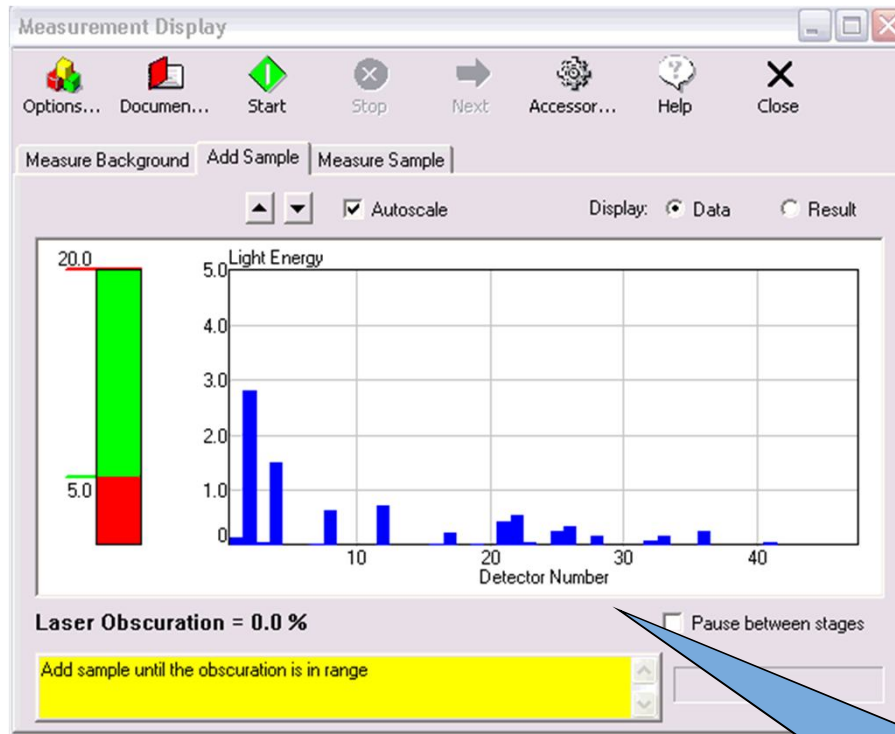 Measurement Display
Options... Documen... Start Stop Next Accessor... Help Close
Measure Background Add Sample Measure Sample
Autoscale Display: Data Result
20.0
5.0
Light Energy
5.0
4.0
3.0
2.0
1.0
0
10 20 30 40
Detector Number
Laser Obscuration = 0.0 %
Pause between stages
Add sample until the obscuration is in range